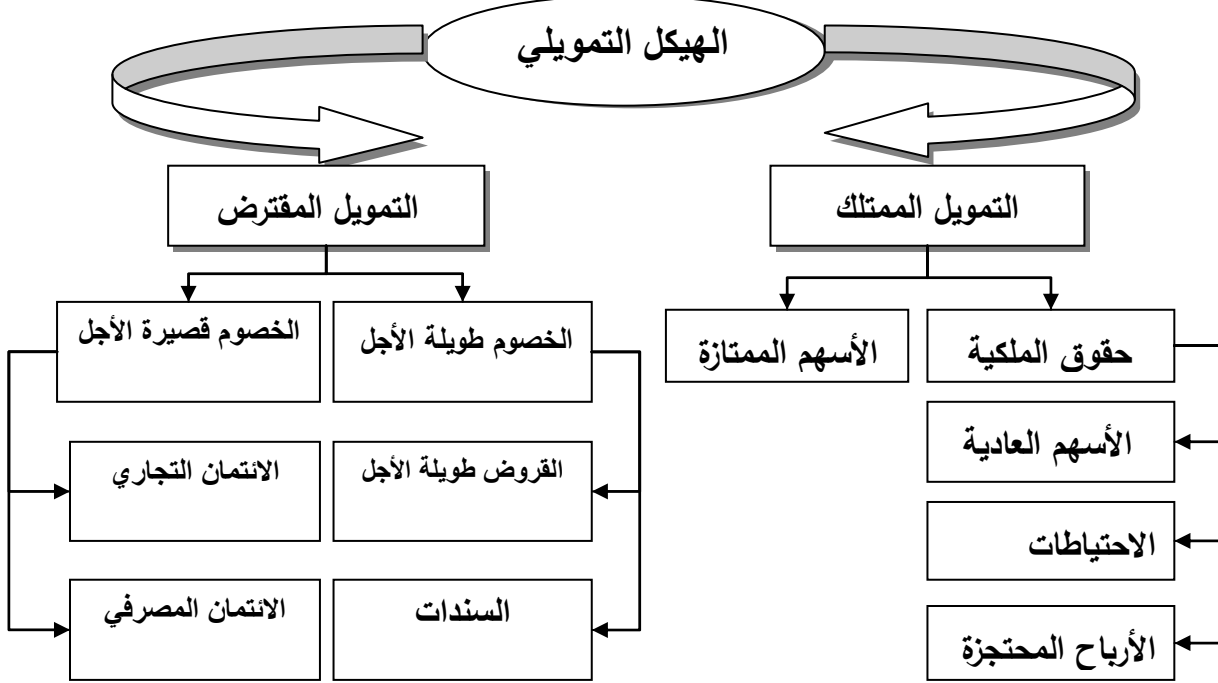 الهيكل التمويلي
التمويل الممتلك
التمويل المقترض
حقوق الملكية
الأسهم الممتازة
الخصوم طويلة الأجل
الخصوم قصيرة الأجل
الأسهم العادية
القروض طويلة الأجل
الائتمان التجاري
الاحتياطات
الأرباح المحتجزة
السندات
الائتمان المصرفي